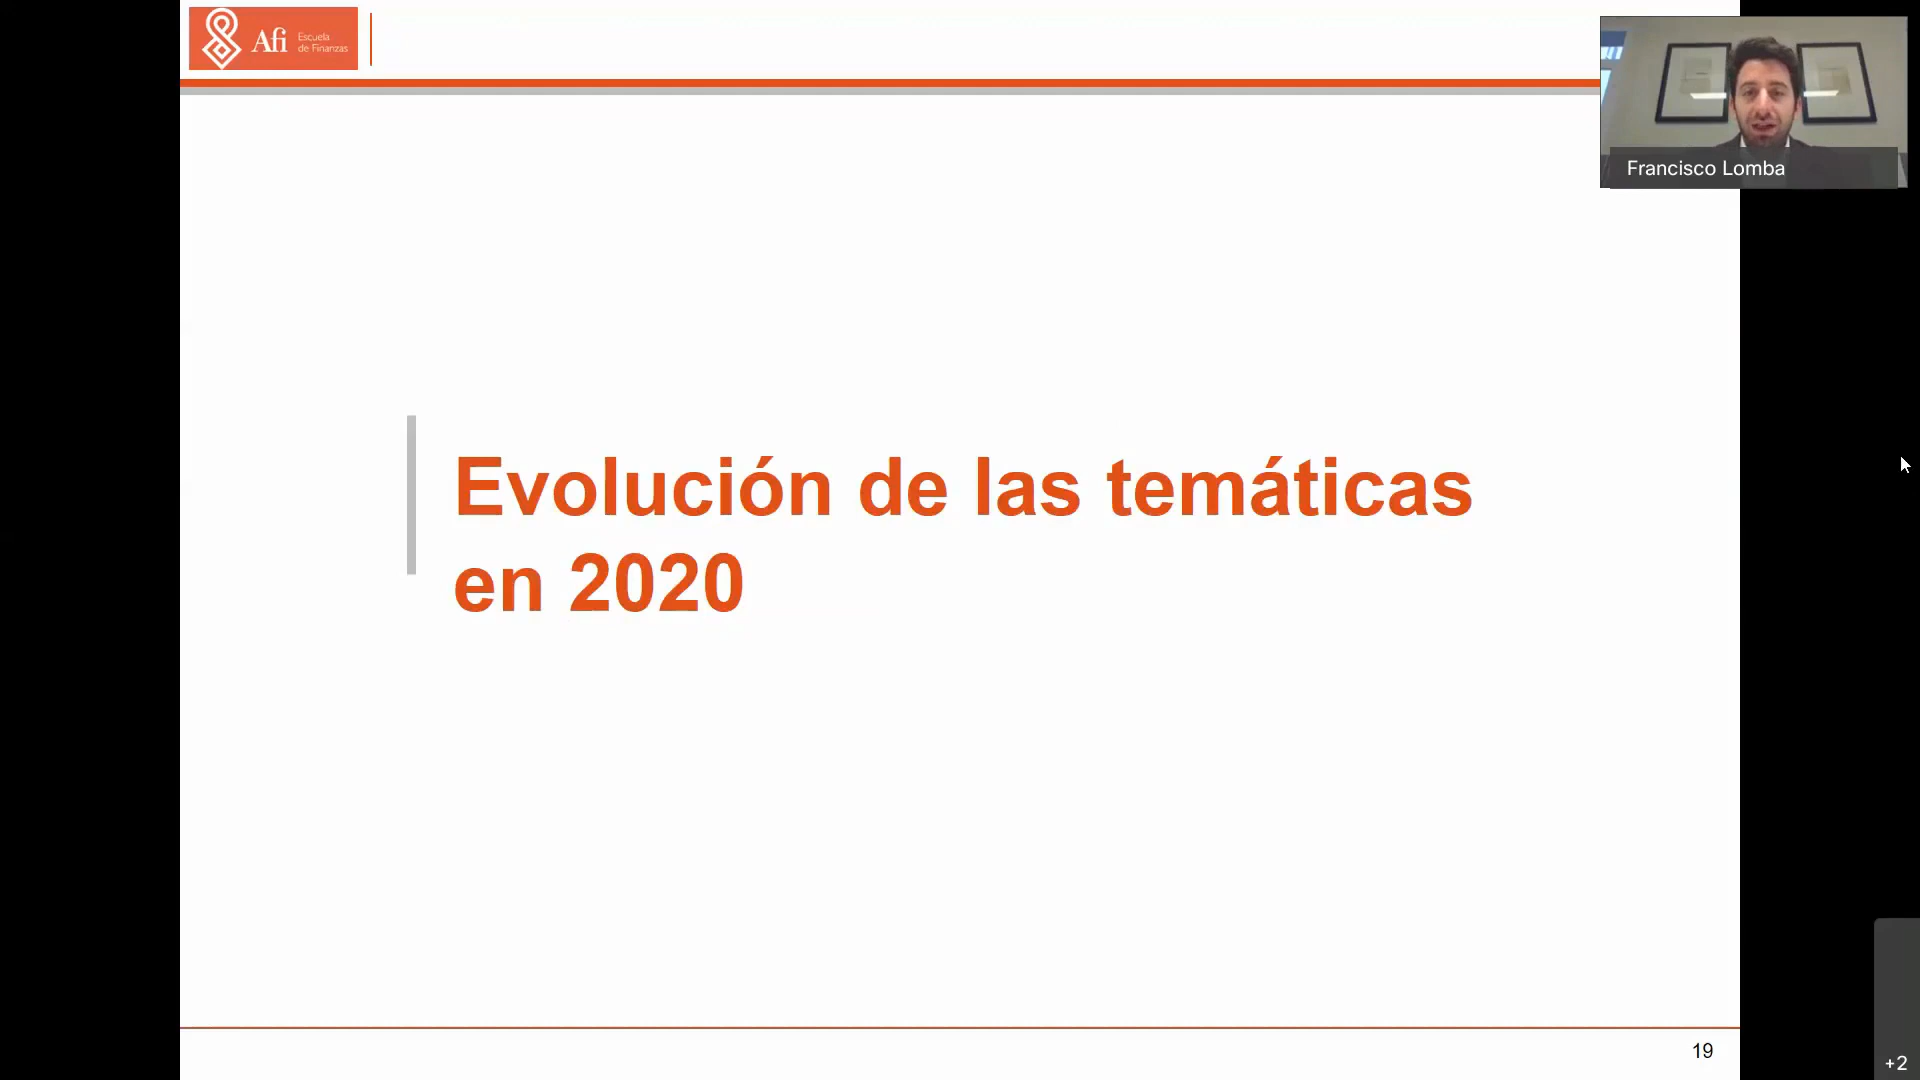 Afi
Escuela
de Finanzas
Francisco Lomba
Evolución de las temáticas
en 2020
19
+2